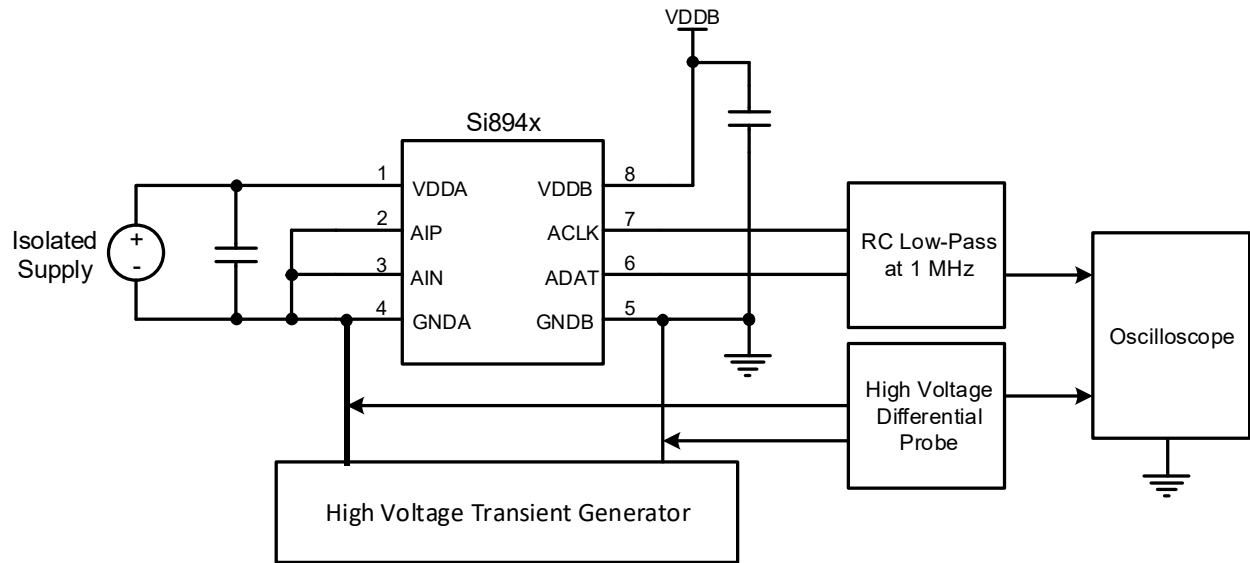 VDDB
Si894x
1
VDDA
VDDB
8
2
AIP
ACLK
7
3
AIN
ADAT
6
4
GNDA
GNDB
5
Isolated
Supply
+
-
RC Low-Pass
at 1 MHz
Oscilloscope
High Voltage
Differential
Probe
High Voltage Transient Generator